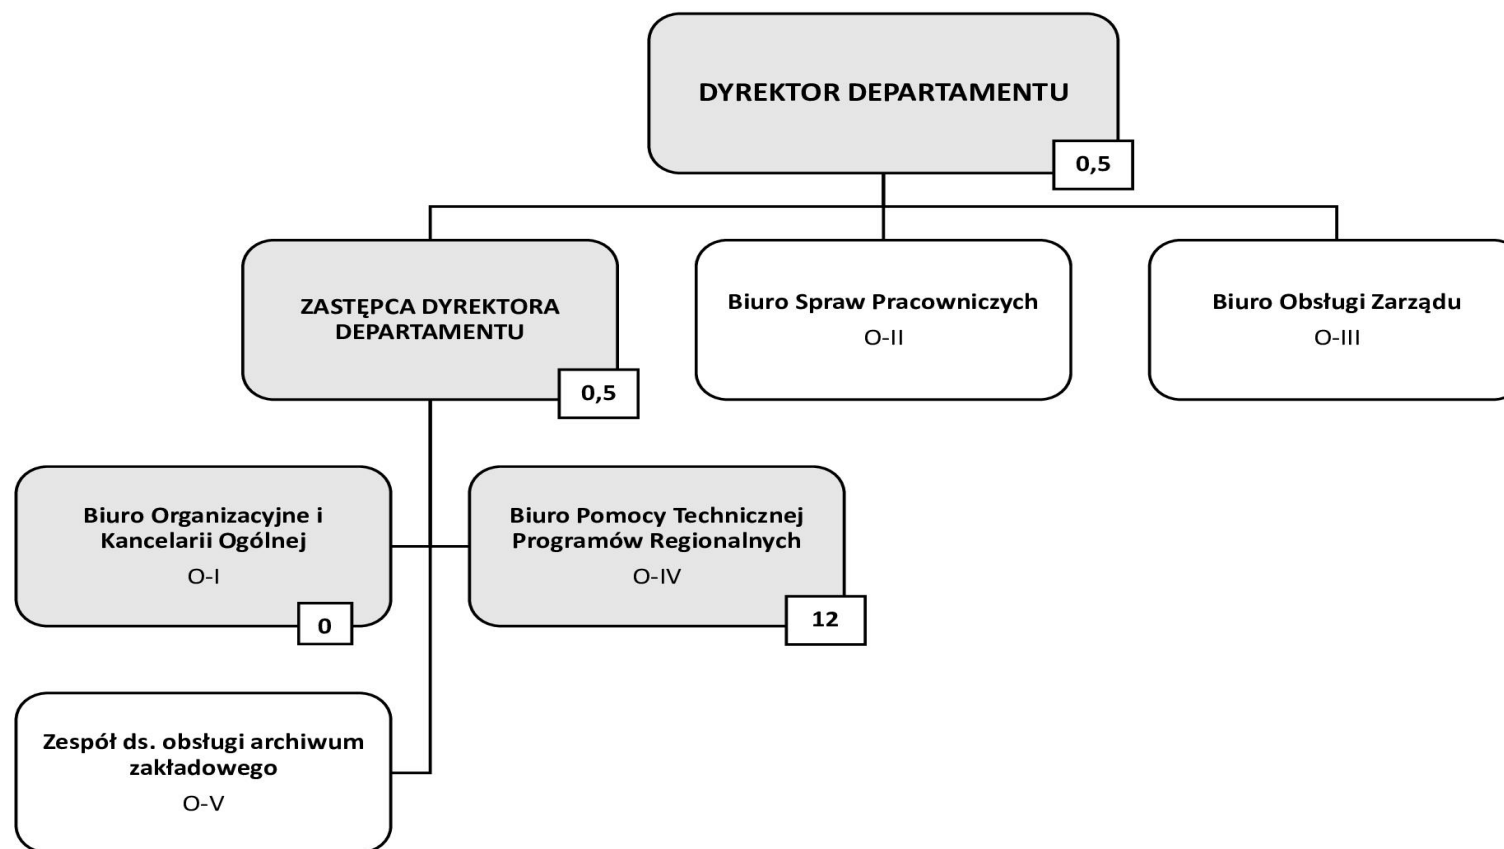 DYREKTOR DEPARTAMENTU
0,5
ZASTĘPCA DYREKTORA
DEPARTAMENTU
0,5
Biuro Spraw Pracowniczych
O-II
Biuro Obsługi Zarządu
O-III
Biuro Organizacyjne i
Kancelarii Ogólnej
O-I
0
Biuro Pomocy Technicznej
Programów Regionalnych
O-IV
12
Zespół ds. obsługi archiwum
zakładowego
O-V